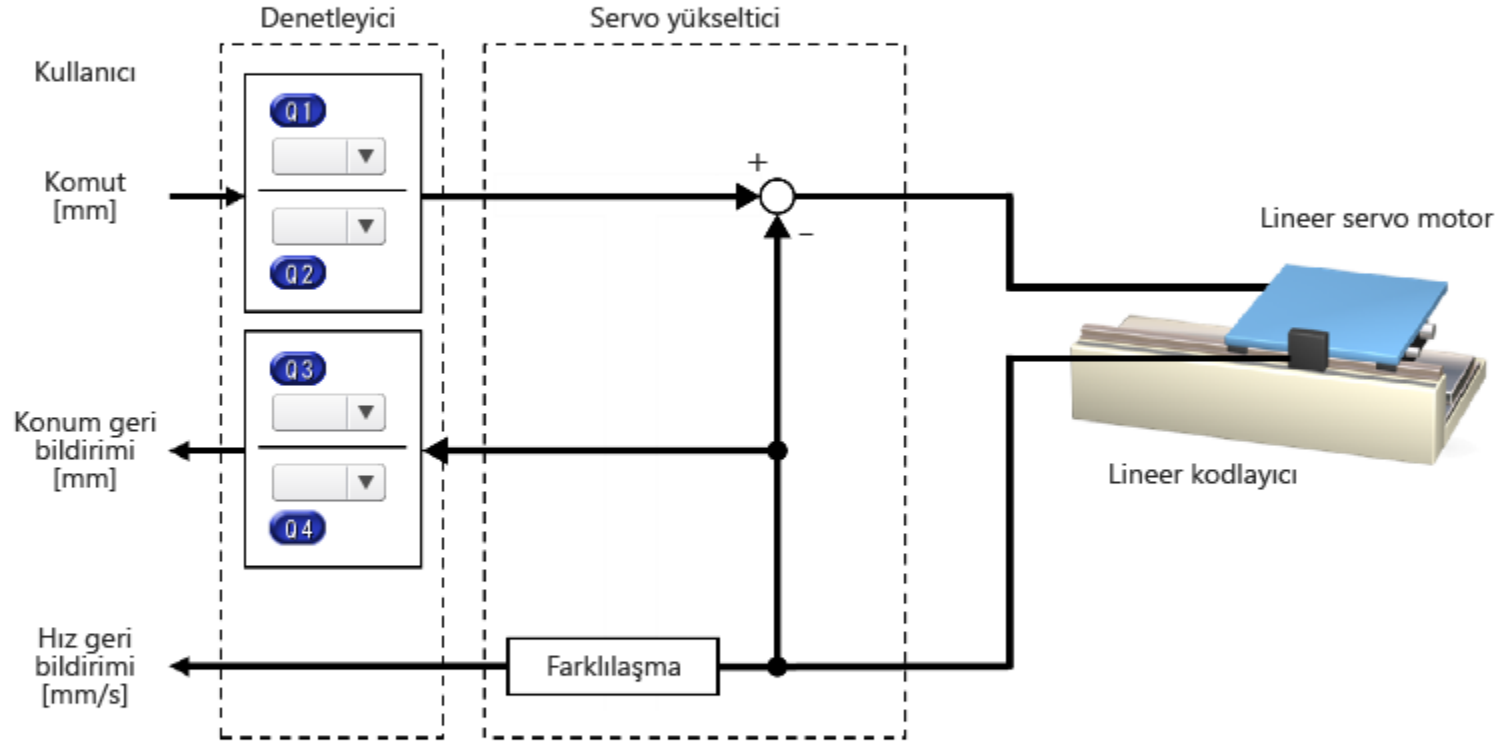 Denetleyici
Servo yükseltici
Kullanıcı
Q1
Komut
[mm]
+
−
Q2
Lineer servo motor
Q3
Konum geri
bildirimi
[mm]
Lineer kodlayıcı
Q4
Hız geri
bildirimi
[mm/s]
Farklılaşma